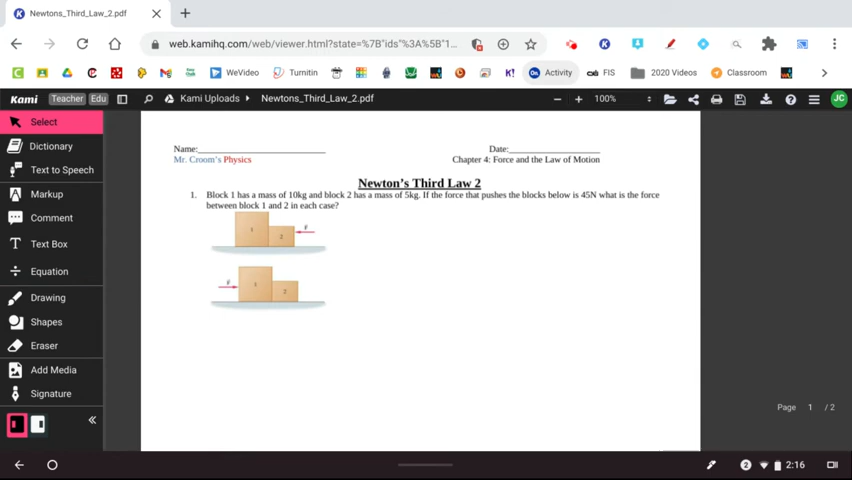 Newtons_Third_Law_2.pdf
web.kamihq.com/web/viewer.html?state=%7B"ids"%3A%5B"1...
WeVideo Turnitin K! On Activity FIS 2020 Videos Classroom
Kami Teacher Edu Kami Uploads Newtons_Third_Law_2.pdf 100% JC
Select
Dictionary
Text to Speech
Markup
Comment
Text Box
Equation
Drawing
Shapes
Eraser
Add Media
Signature
Name: Date:
Mr. Croom's Physics Chapter 4: Force and the Law of Motion
Newton's Third Law 2
1. Block 1 has a mass of 10kg and block 2 has a mass of 5kg. If the force that pushes the blocks below is 45N what is the force
between block 1 and 2 in each case?
1 2 F
F 1 2
Page 1 / 2
2 2:16